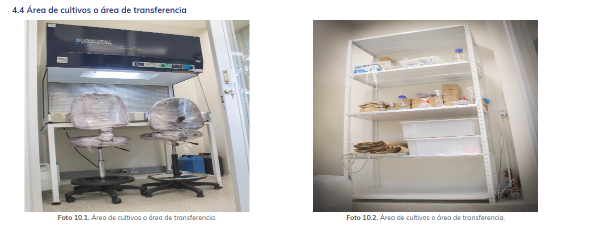 4.4 Área de cultivos o área de transferencia
Foto 10.1. Área de cultivos o área de transferencia.
Foto 10.2. Área de cultivos o área de transferencia.